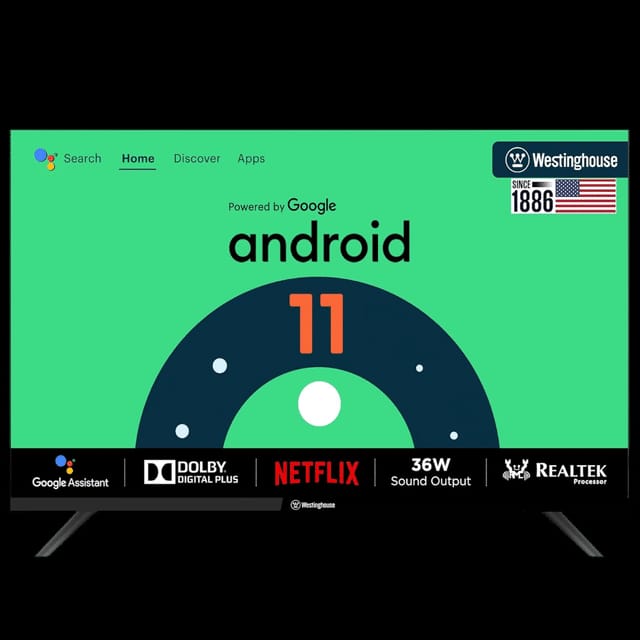 Search Home Discover Apps
Westinghouse
SINCE
1886
Powered by Google
android
11
Google Assistant
DOLBY
DIGITAL PLUS
NETFLIX
36W
Sound Output
REALTEK
Processor
Westinghouse